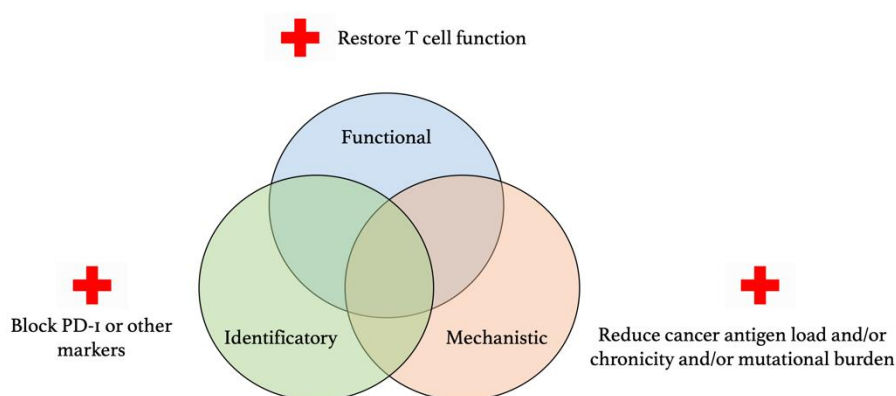 Restore T cell function
Functional
Block PD-1 or other
markers
Identificatory
Mechanistic
Reduce cancer antigen load and/or
chronicity and/or mutational burden